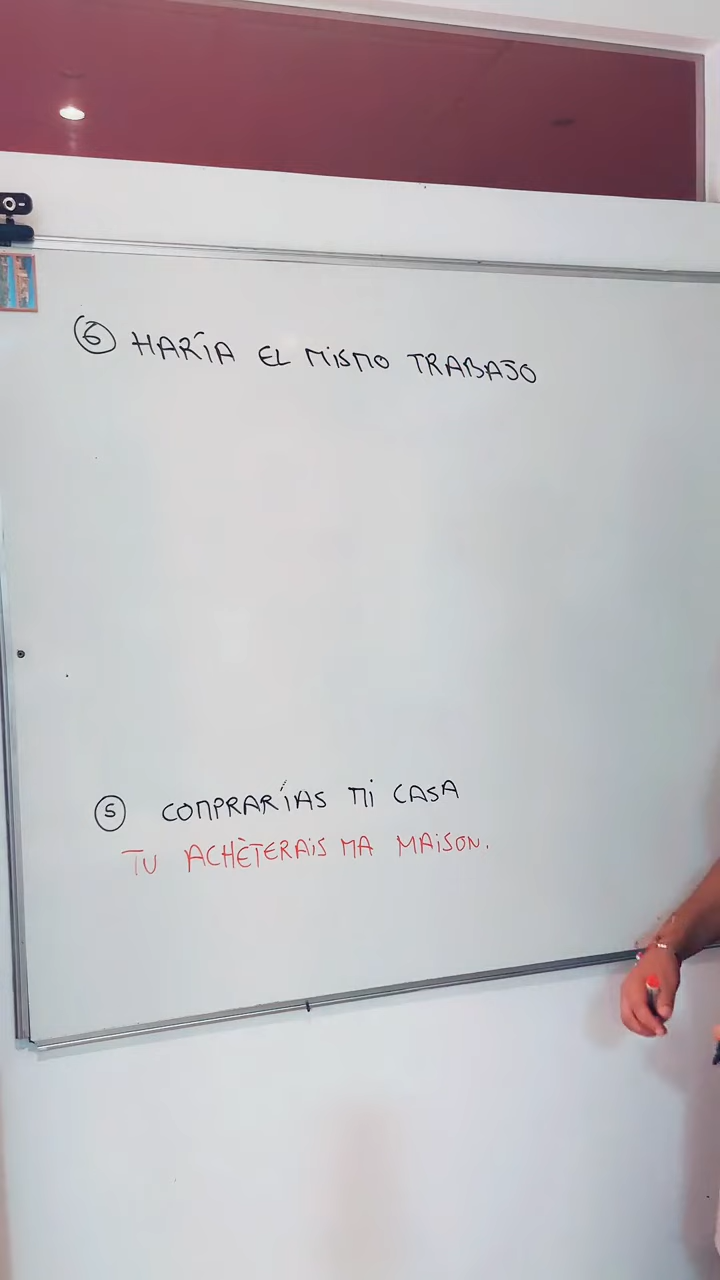 6 HARÍA EL MISMO TRABAJO
5 COMPRARÍAS MI CASA
TU ACHÈTERAIS MA MAISON.